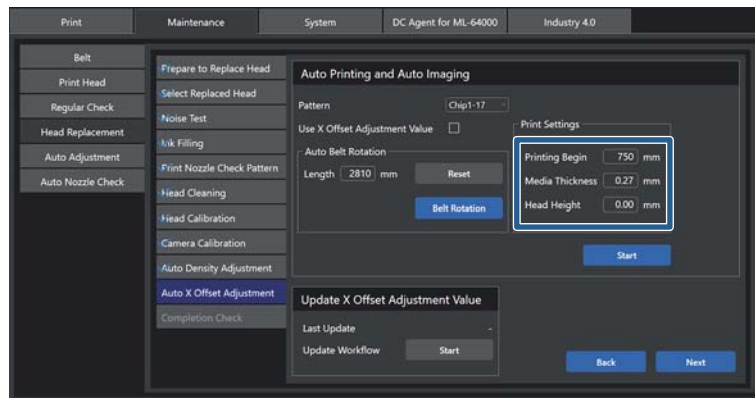 Print Maintenance System DC Agent for ML-64000 Industry 4.0
Belt
Print Head
Regular Check
Head Replacement
Auto Adjustment
Auto Nozzle Check
Prepare to Replace Head
Select Replaced Head
Noise Test
Ink Filling
Print Nozzle Check Pattern
Head Cleaning
Head Calibration
Camera Calibration
Auto Density Adjustment
Auto X Offset Adjustment
Completion Check
Auto Printing and Auto Imaging
Pattern Chip1-17
Use X Offset Adjustment Value
Auto Belt Rotation
Length 2810 mm Reset
Belt Rotation
Print Settings
Printing Begin 750 mm
Media Thickness 0.27 mm
Head Height 0.00 mm
Start
Update X Offset Adjustment Value
Last Update -
Update Workflow Start
Back Next